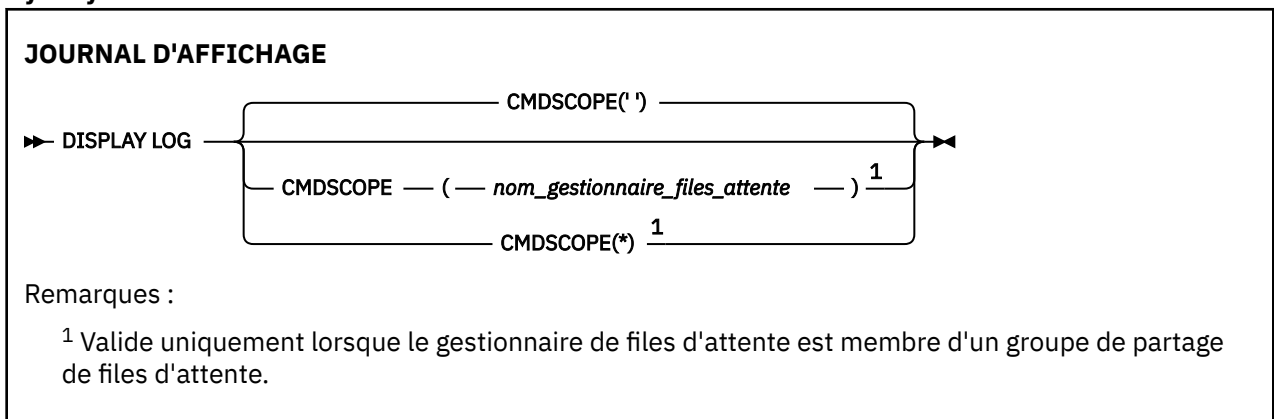 JOURNAL D'AFFICHAGE
CMDSCOPE(' ')
DISPLAY LOG
CMDSCOPE ( nom_gestionnaire_files_attente ) 1
CMDSCOPE(*) 1
Remarques :
1 Valide uniquement lorsque le gestionnaire de files d'attente est membre d'un groupe de partage
de files d'attente.